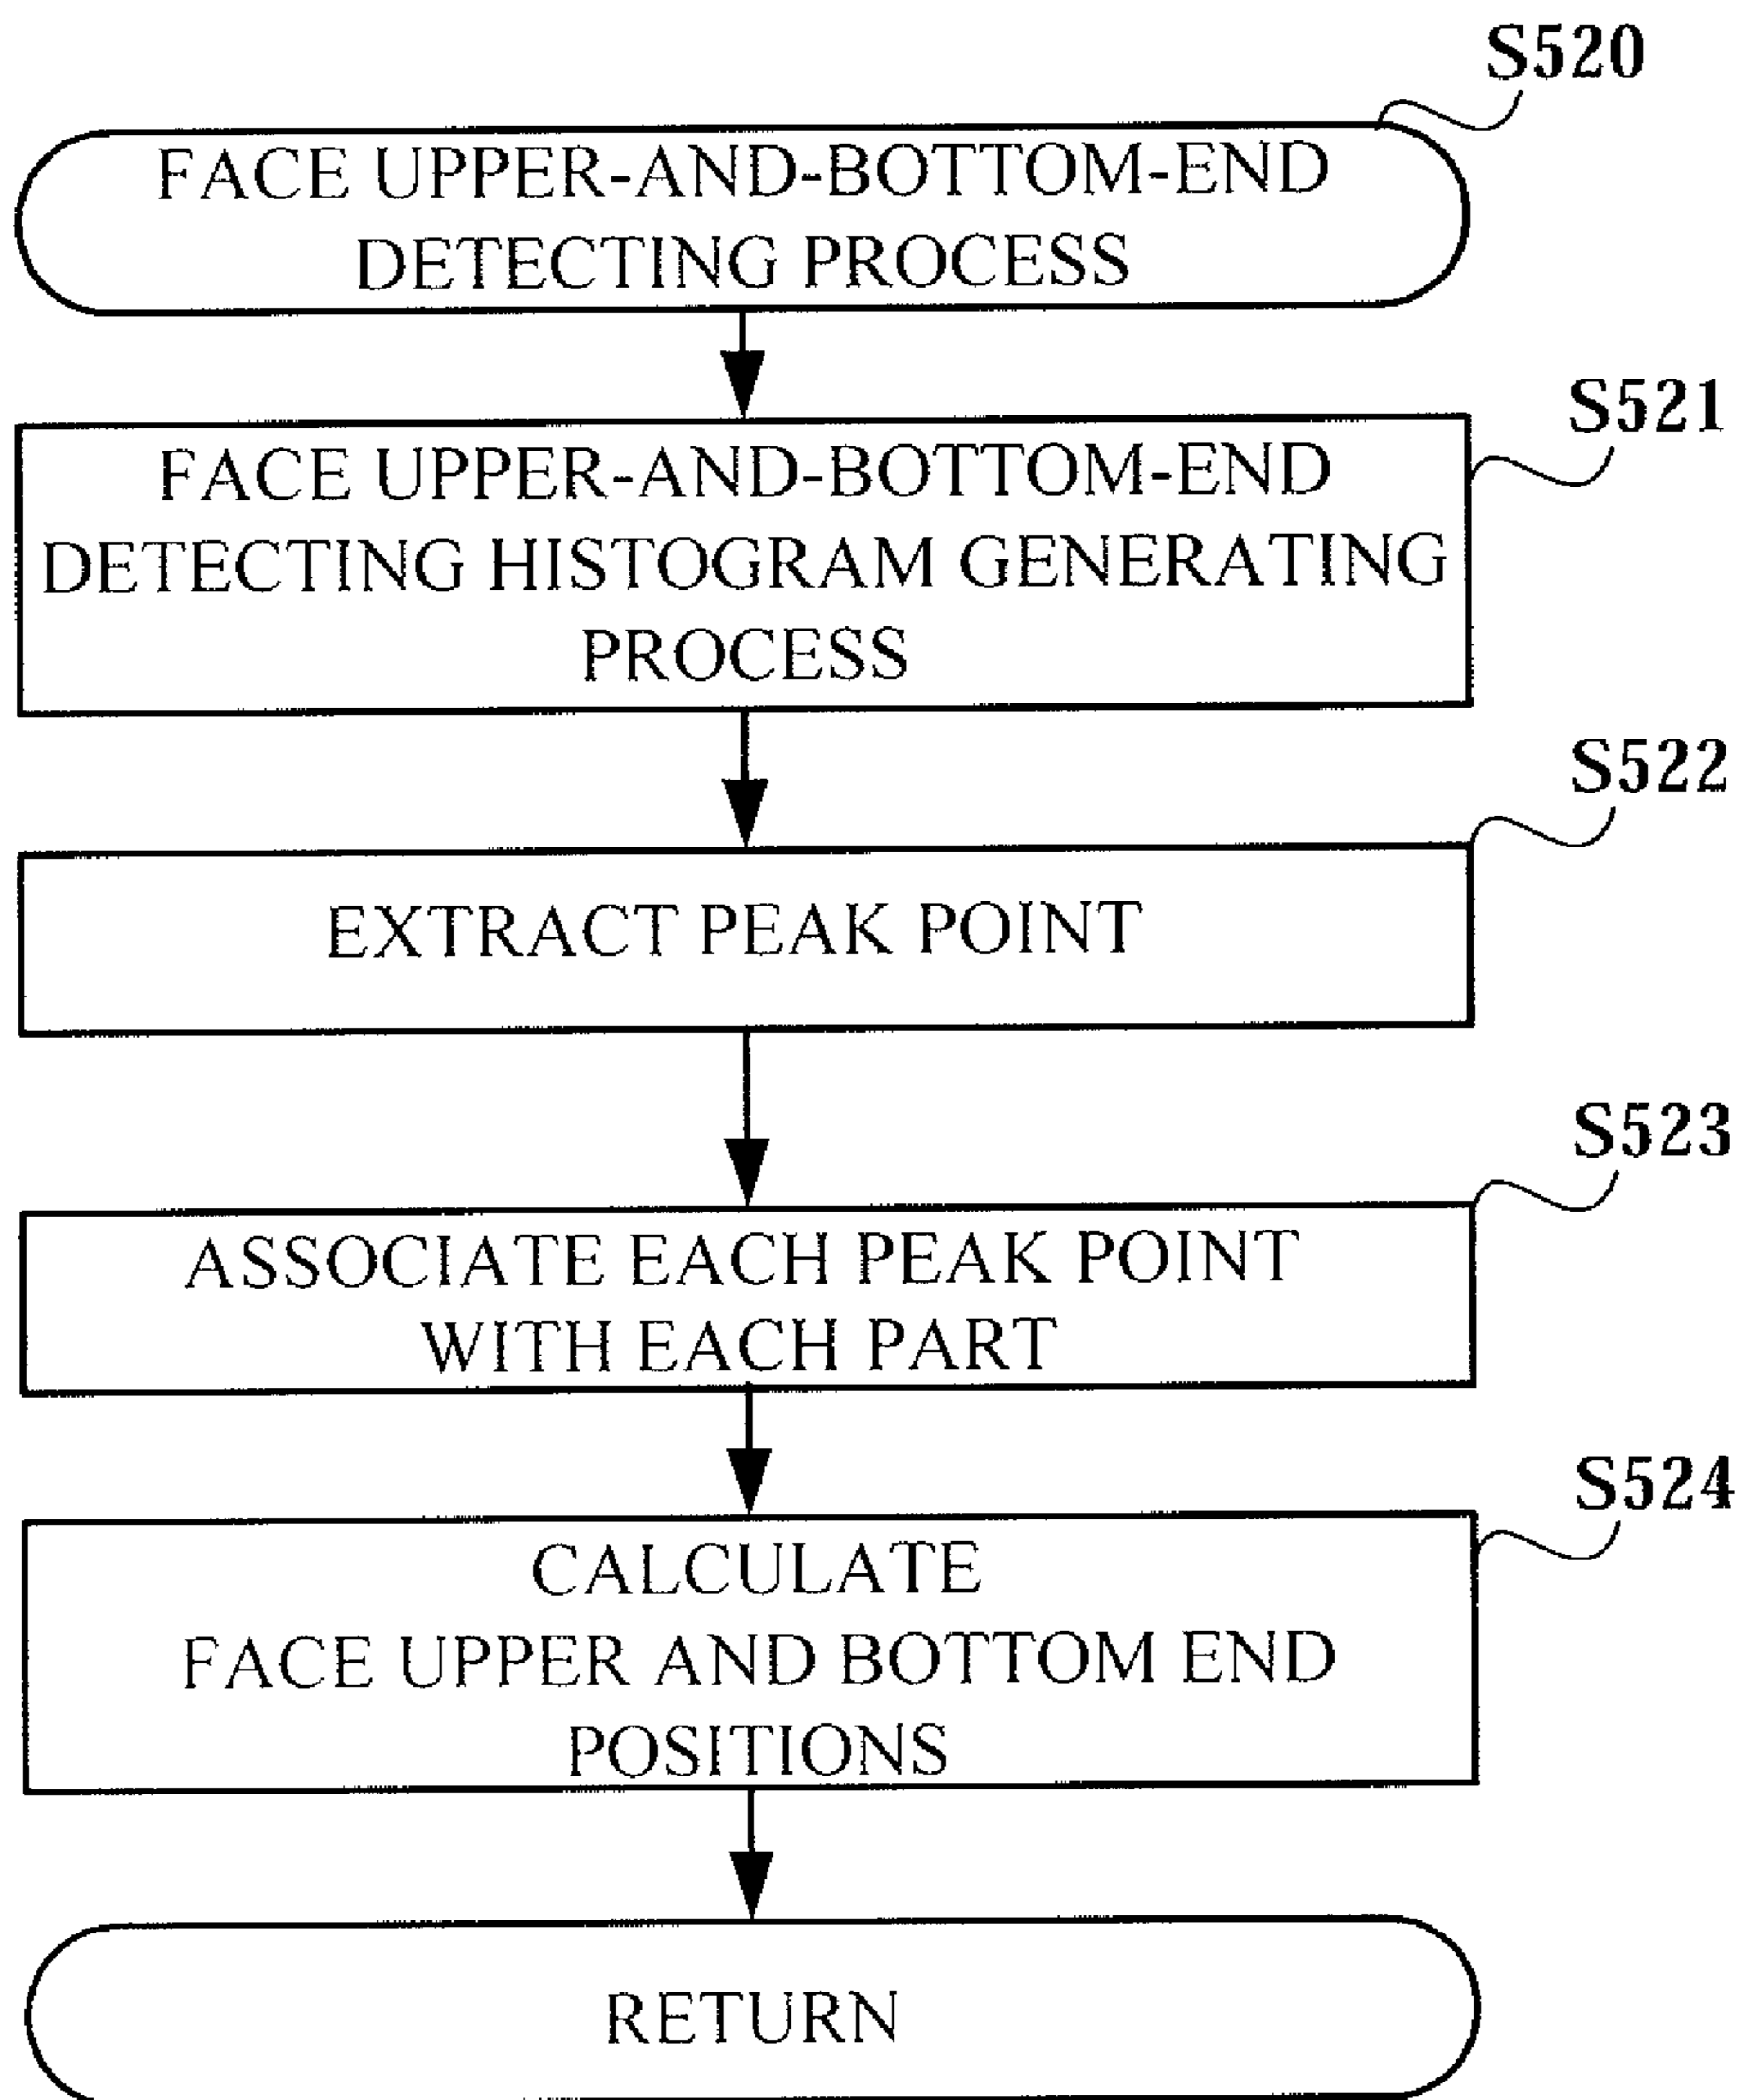 S520
FACE UPPER-AND-BOTTOM-END
DETECTING PROCESS
S521
FACE UPPER-AND-BOTTOM-END
DETECTING HISTOGRAM GENERATING
PROCESS
S522
EXTRACT PEAK POINT
S523
ASSOCIATE EACH PEAK POINT
WITH EACH PART
S524
CALCULATE
FACE UPPER AND BOTTOM END
POSITIONS
RETURN